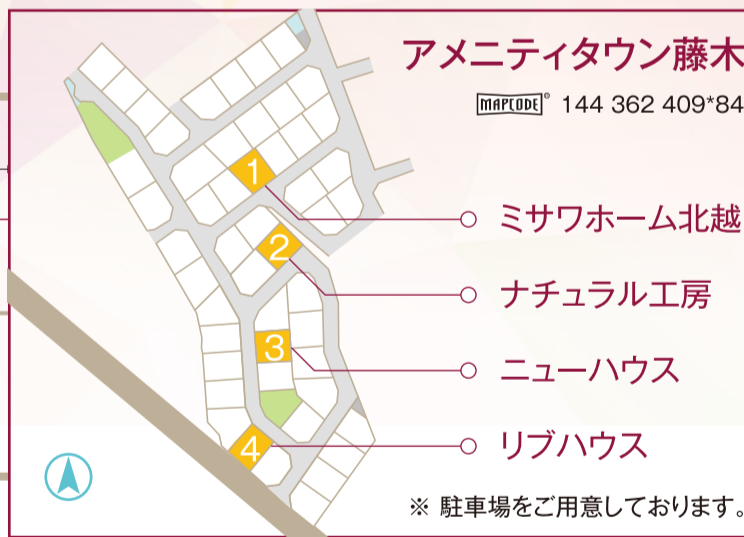 アメニティタウン藤木
MAPCODE® 144 362 409*84
1
ミサワホーム北越
2
ナチュラル工房
3
ニューハウス
4
リブハウス
※ 駐車場をご用意しております。